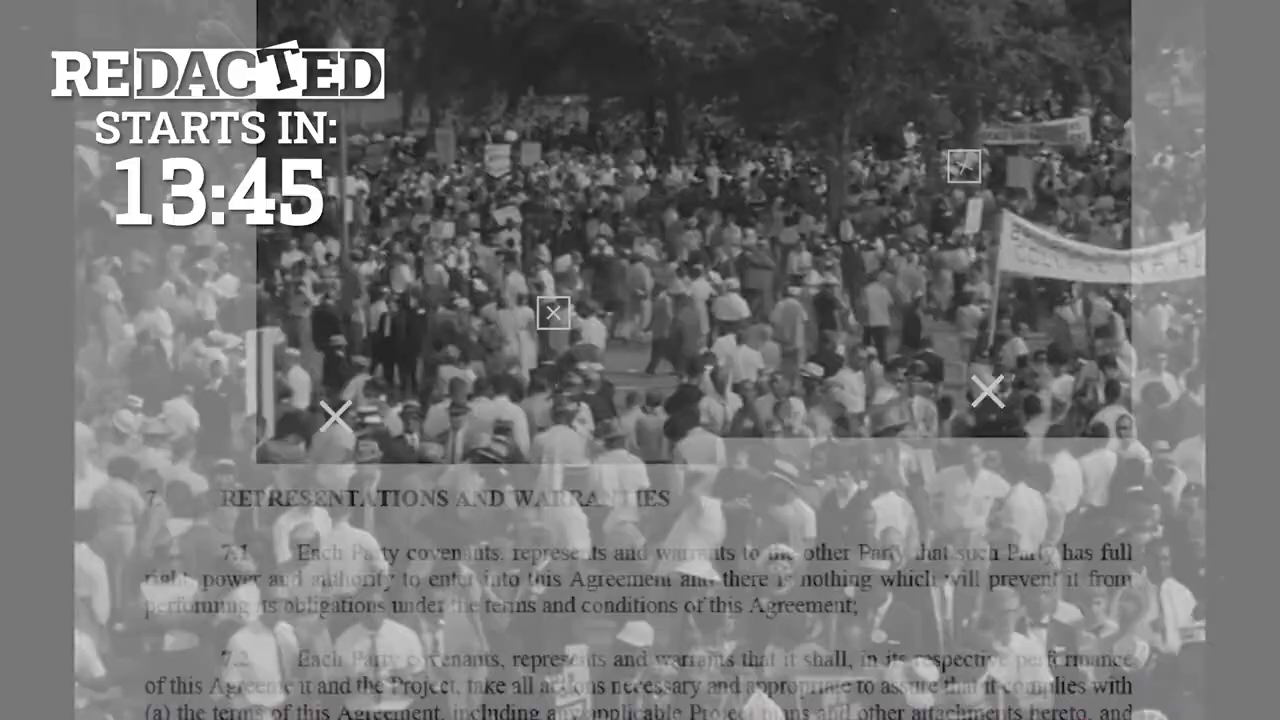 REDACTED
STARTS IN:
13:45
7. REPRESENTATIONS AND WARRANTIES
7.1 Each Party covenants, represents and warrants to the other Party that such Party has full
right, power and authority to enter into this Agreement and there is nothing which will prevent it from
performing its obligations under the terms and conditions of this Agreement;
7.2 Each Party covenants, represents and warrants that it shall, in its respective performance
of this Agreement and the Project, take all actions necessary and appropriate to assure that it complies with
(a) the terms of this Agreement, including any applicable Project plans and other attachments hereto, and